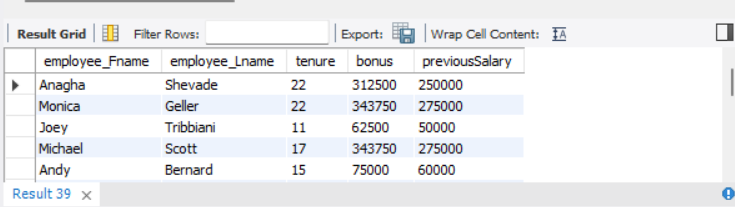 Result Grid Filter Rows: Export: Wrap Cell Content: IA
employee_Fname employee_Lname tenure bonus previousSalary
Anagha Shevade 22 312500 250000
Monica Geller 22 343750 275000
Joey Tribbiani 11 62500 50000
Michael Scott 17 343750 275000
Andy Bernard 15 75000 60000
Result 39 ×